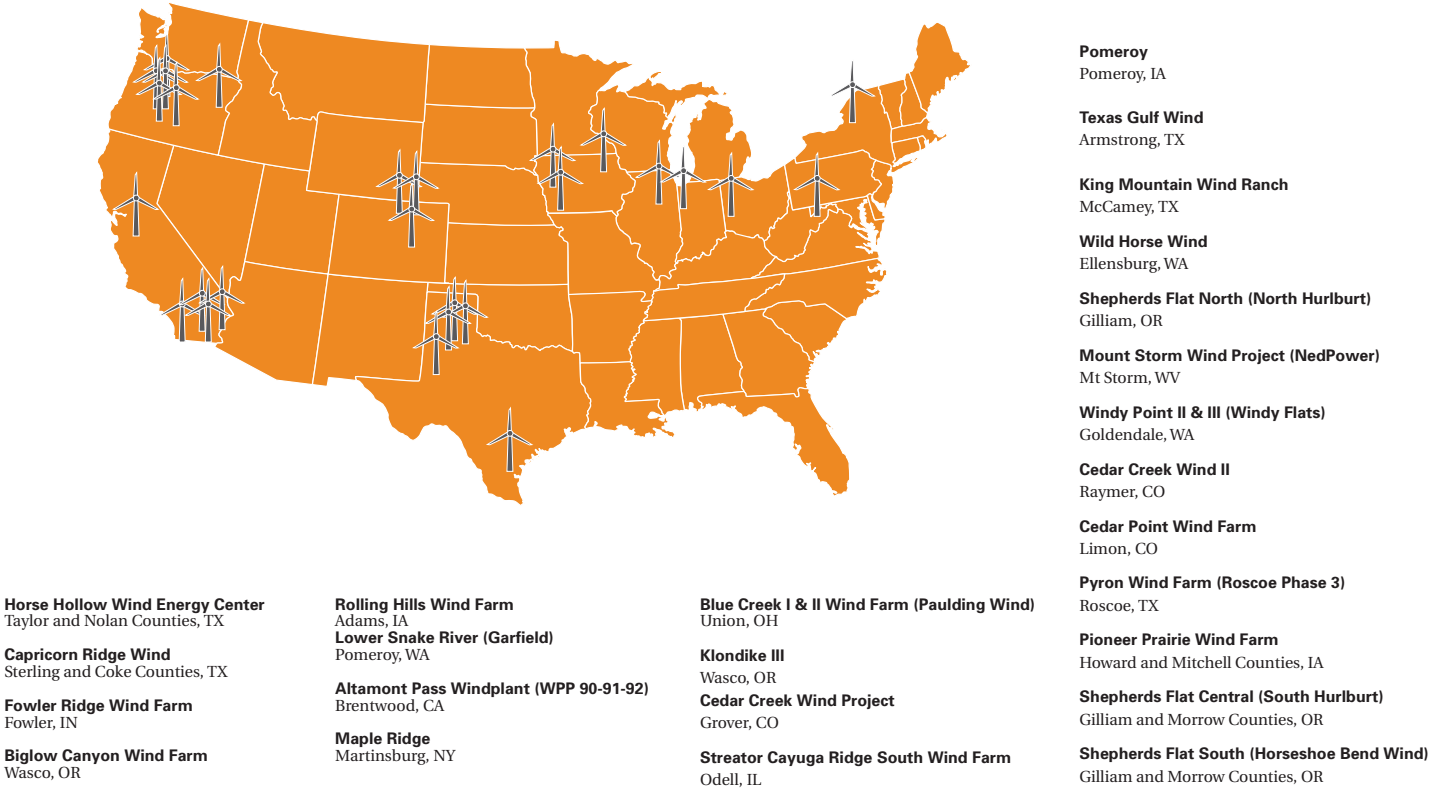 Pomeroy
Pomeroy, IA
Texas Gulf Wind
Armstrong, TX
King Mountain Wind Ranch
McCamey, TX
Wild Horse Wind
Ellensburg, WA
Shepherds Flat North (North Hurlburt)
Gilliam, OR
Mount Storm Wind Project (NedPower)
Mt Storm, WV
Windy Point II & III (Windy Flats)
Goldendale, WA
Cedar Creek Wind II
Raymer, CO
Cedar Point Wind Farm
Limon, CO
Pyron Wind Farm (Roscoe Phase 3)
Roscoe, TX
Pioneer Prairie Wind Farm
Howard and Mitchell Counties, IA
Shepherds Flat Central (South Hurlburt)
Gilliam and Morrow Counties, OR
Shepherds Flat South (Horseshoe Bend Wind)
Gilliam and Morrow Counties, OR
Horse Hollow Wind Energy Center
Taylor and Nolan Counties, TX
Capricorn Ridge Wind
Sterling and Coke Counties, TX
Fowler Ridge Wind Farm
Fowler, IN
Biglow Canyon Wind Farm
Wasco, OR
Rolling Hills Wind Farm
Adams, IA
Lower Snake River (Garfield)
Pomeroy, WA
Altamont Pass Windplant (WPP 90-91-92)
Brentwood, CA
Maple Ridge
Martinsburg, NY
Blue Creek I & II Wind Farm (Paulding Wind)
Union, OH
Klondike III
Wasco, OR
Cedar Creek Wind Project
Grover, CO
Streator Cayuga Ridge South Wind Farm
Odell, IL